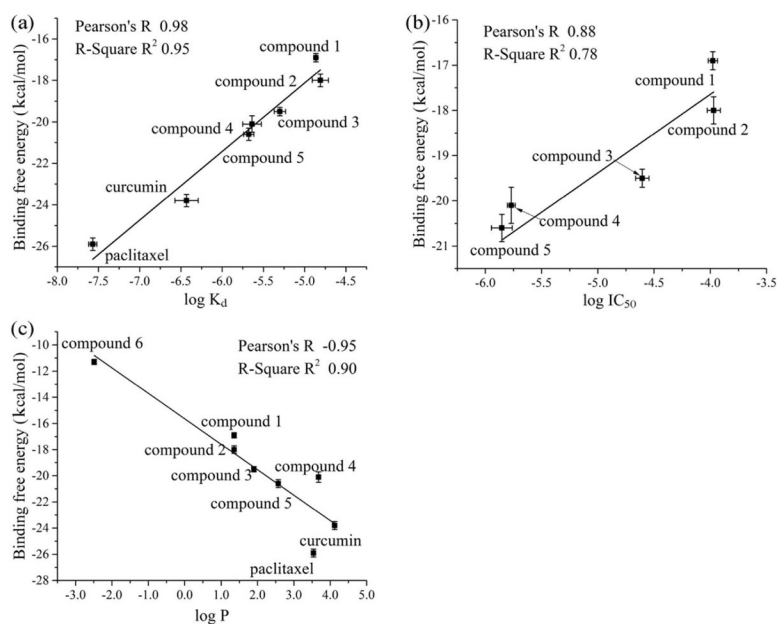 (a)
Pearson's R 0.98
R-Square R² 0.95
compound 1
compound 2
compound 3
compound 4
compound 5
curcumin
paclitaxel
Binding free energy (kcal/mol)
-16
-18
-20
-22
-24
-26
-8.0 -7.5 -7.0 -6.5 -6.0 -5.5 -5.0 -4.5
log Kd
(b)
Pearson's R 0.88
R-Square R² 0.78
compound 1
compound 2
compound 3
compound 4
compound 5
Binding free energy (kcal/mol)
-16
-17
-18
-19
-20
-21
-6.0 -5.5 -5.0 -4.5 -4.0 -3.5
log IC50
(c)
compound 6
Pearson's R -0.95
R-Square R² 0.90
compound 1
compound 2
compound 3
compound 4
compound 5
curcumin
paclitaxel
Binding free energy (kcal/mol)
-10
-12
-14
-16
-18
-20
-22
-24
-26
-28
-3.0 -2.0 -1.0 0.0 1.0 2.0 3.0 4.0 5.0
log P